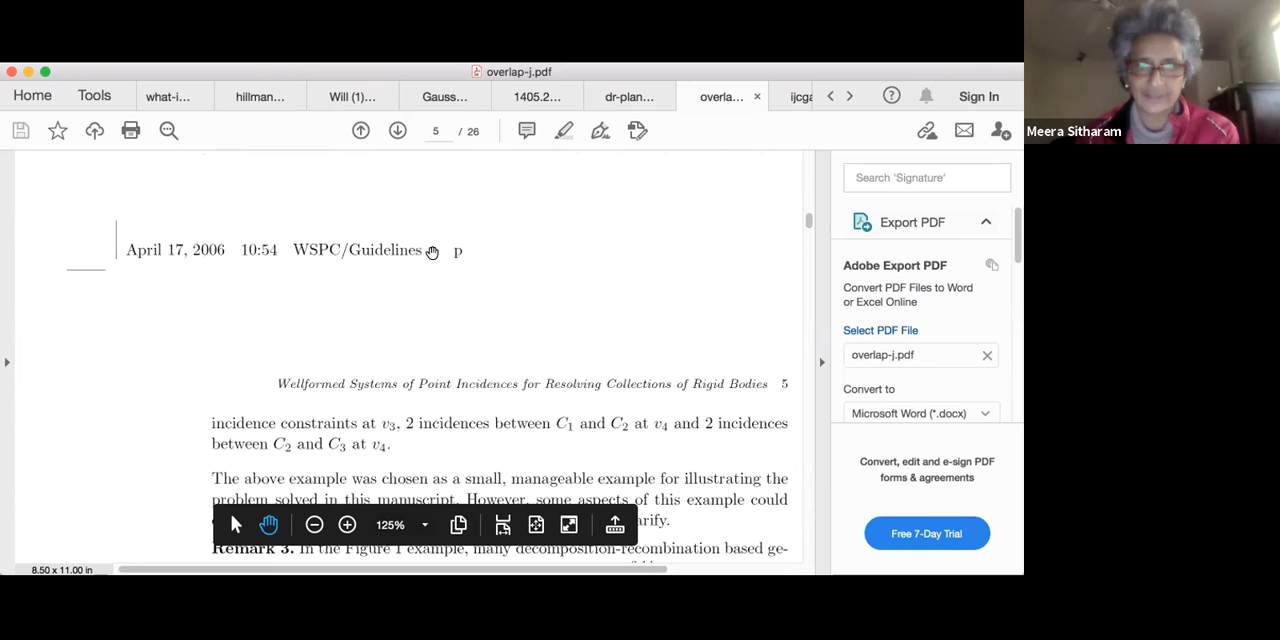 overlap-j.pdf
Home Tools what-i... hillman... Will (1)... Gauss... 1405.2... dr-plan... overla... × ijcga Sign In
5 / 26
Meera Sitharam
Search 'Signature'
April 17, 2006 10:54 WSPC/Guidelines p
Export PDF
Adobe Export PDF
Convert PDF Files to Word
or Excel Online
Select PDF File
overlap-j.pdf
Convert to
Microsoft Word (*.docx)
Convert, edit and e-sign PDF
forms & agreements
Free 7-Day Trial
Wellformed Systems of Point Incidences for Resolving Collections of Rigid Bodies 5
incidence constraints at v₃, 2 incidences between C₁ and C₂ at v₄ and 2 incidences
between C₂ and C₃ at v₄.
The above example was chosen as a small, manageable example for illustrating the
problem solved in this manuscript. However, some aspects of this example could
arify.
Remark 3. In the Figure 1 example, many decomposition-recombination based ge-
125%
8.50 x 11.00 in